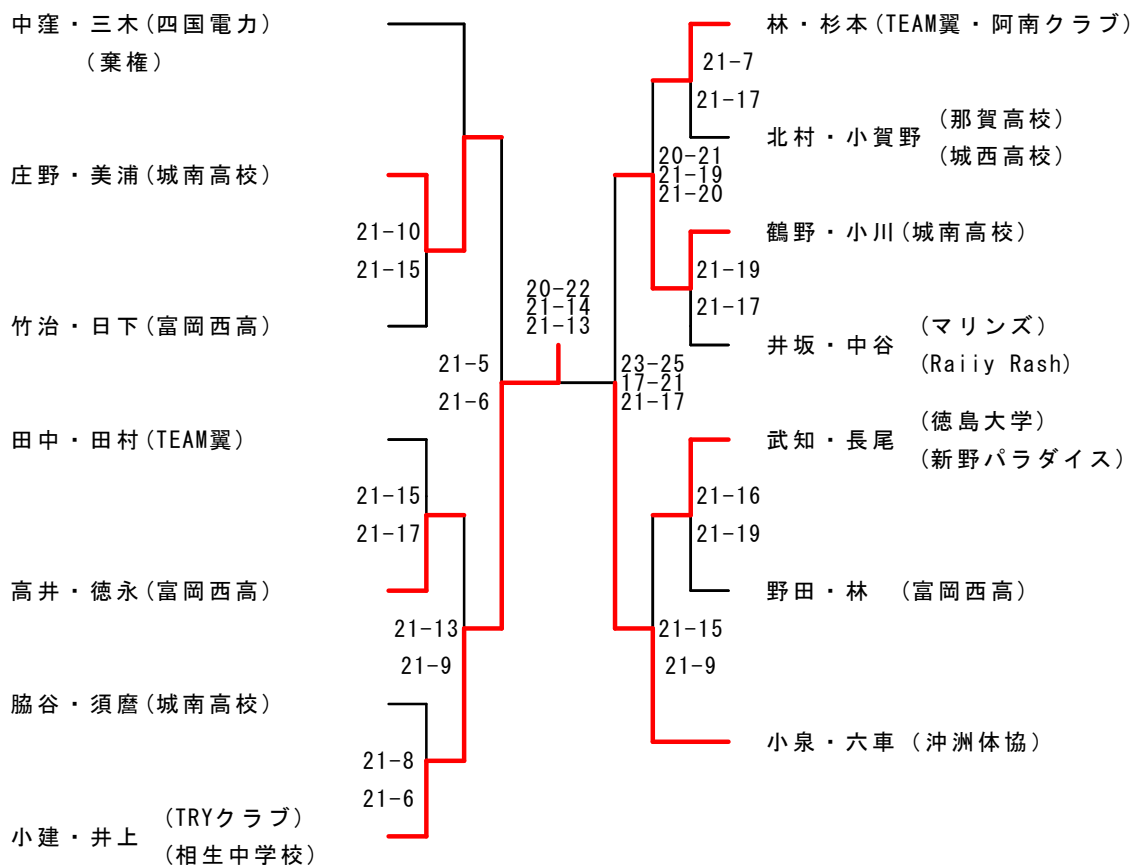 中窪・三木(四国電力)
(棄権)
庄野・美浦(城南高校)
21-10
21-15
竹治・日下(富岡西高)
21-5
21-6
田中・田村(TEAM翼)
21-15
21-17
高井・徳永(富岡西高)
21-13
21-9
脇谷・須麿(城南高校)
21-8
21-6
小建・井上 (TRYクラブ)
(相生中学校)
20-22
21-14
21-13
林・杉本(TEAM翼・阿南クラブ)
21-7
21-17
北村・小賀野 (那賀高校)
(城西高校)
20-21
21-19
21-20
鶴野・小川(城南高校)
21-19
21-17
井坂・中谷 (マリンズ)
(Raiiy Rash)
23-25
17-21
21-17
武知・長尾 (徳島大学)
(新野パラダイス)
21-16
21-19
野田・林 (富岡西高)
21-15
21-9
小泉・六車 (沖洲体協)